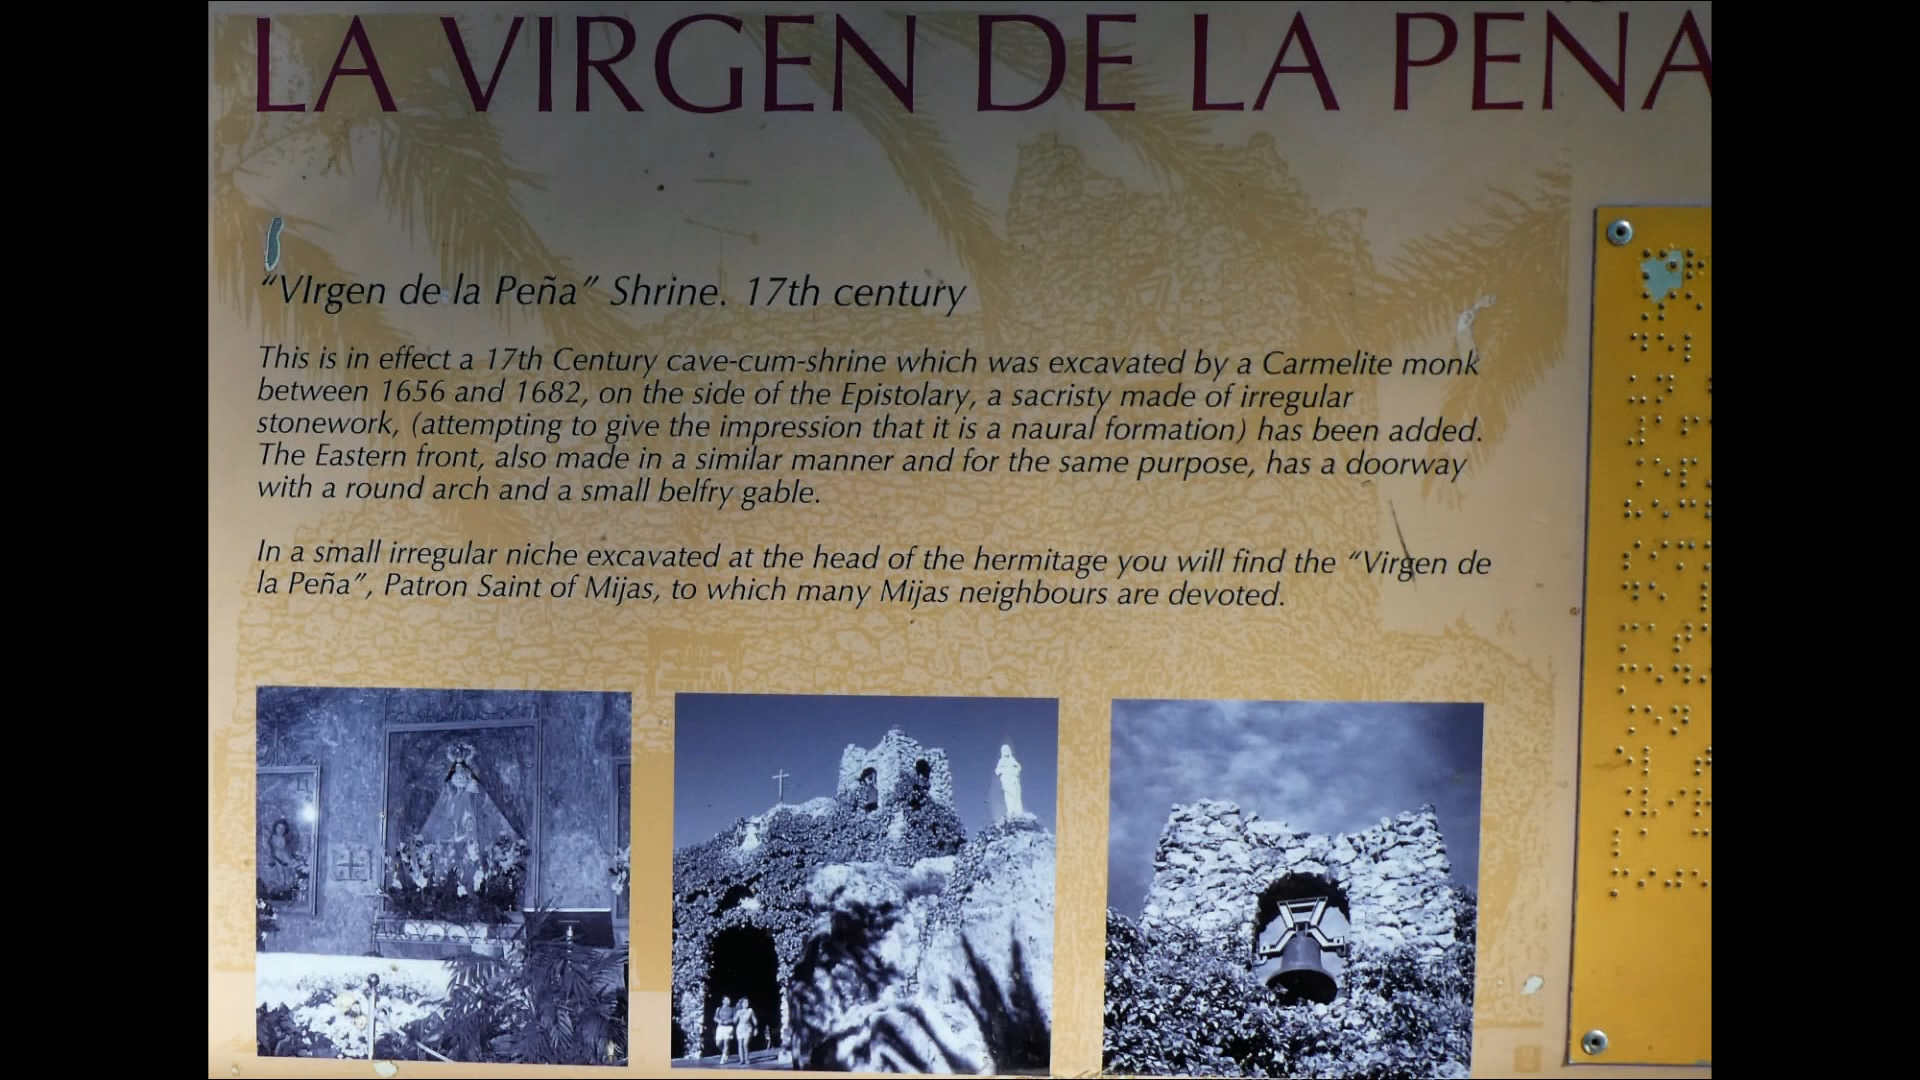 LA VIRGEN DE LA PENA
“VIrgen de la Peña” Shrine. 17th century
This is in effect a 17th Century cave-cum-shrine which was excavated by a Carmelite monk
between 1656 and 1682, on the side of the Epistolary, a sacristy made of irregular
stonework, (attempting to give the impression that it is a naural formation) has been added.
The Eastern front, also made in a similar manner and for the same purpose, has a doorway
with a round arch and a small belfry gable.
In a small irregular niche excavated at the head of the hermitage you will find the “Virgen de
la Peña”, Patron Saint of Mijas, to which many Mijas neighbours are devoted.